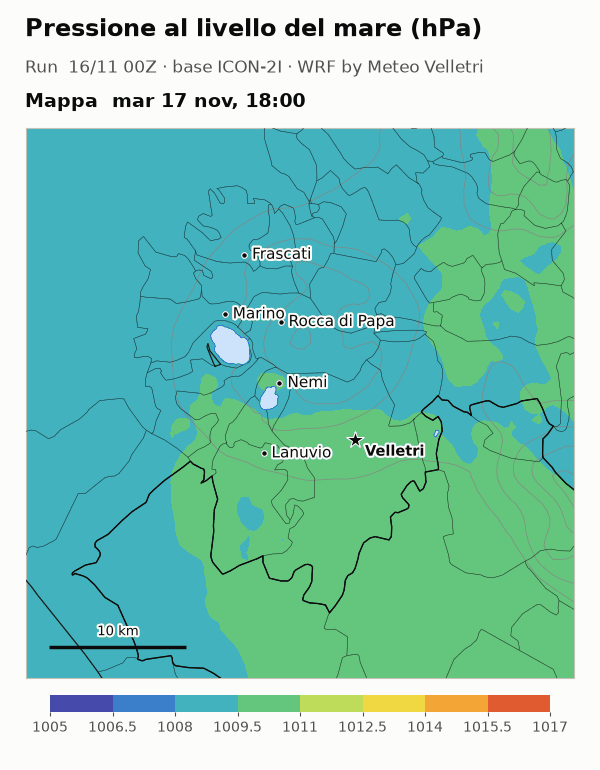 Pressione al livello del mare (hPa)
Run  16/11 00Z · base ICON-2I · WRF by Meteo Velletri
Mappa  mar 17 nov, 18:00
Frascati
Marino
Rocca di Papa
Nemi
Velletri
Lanuvio
10 km
1005 1006.5 1008 1009.5 1011 1012.5 1014 1015.5 1017